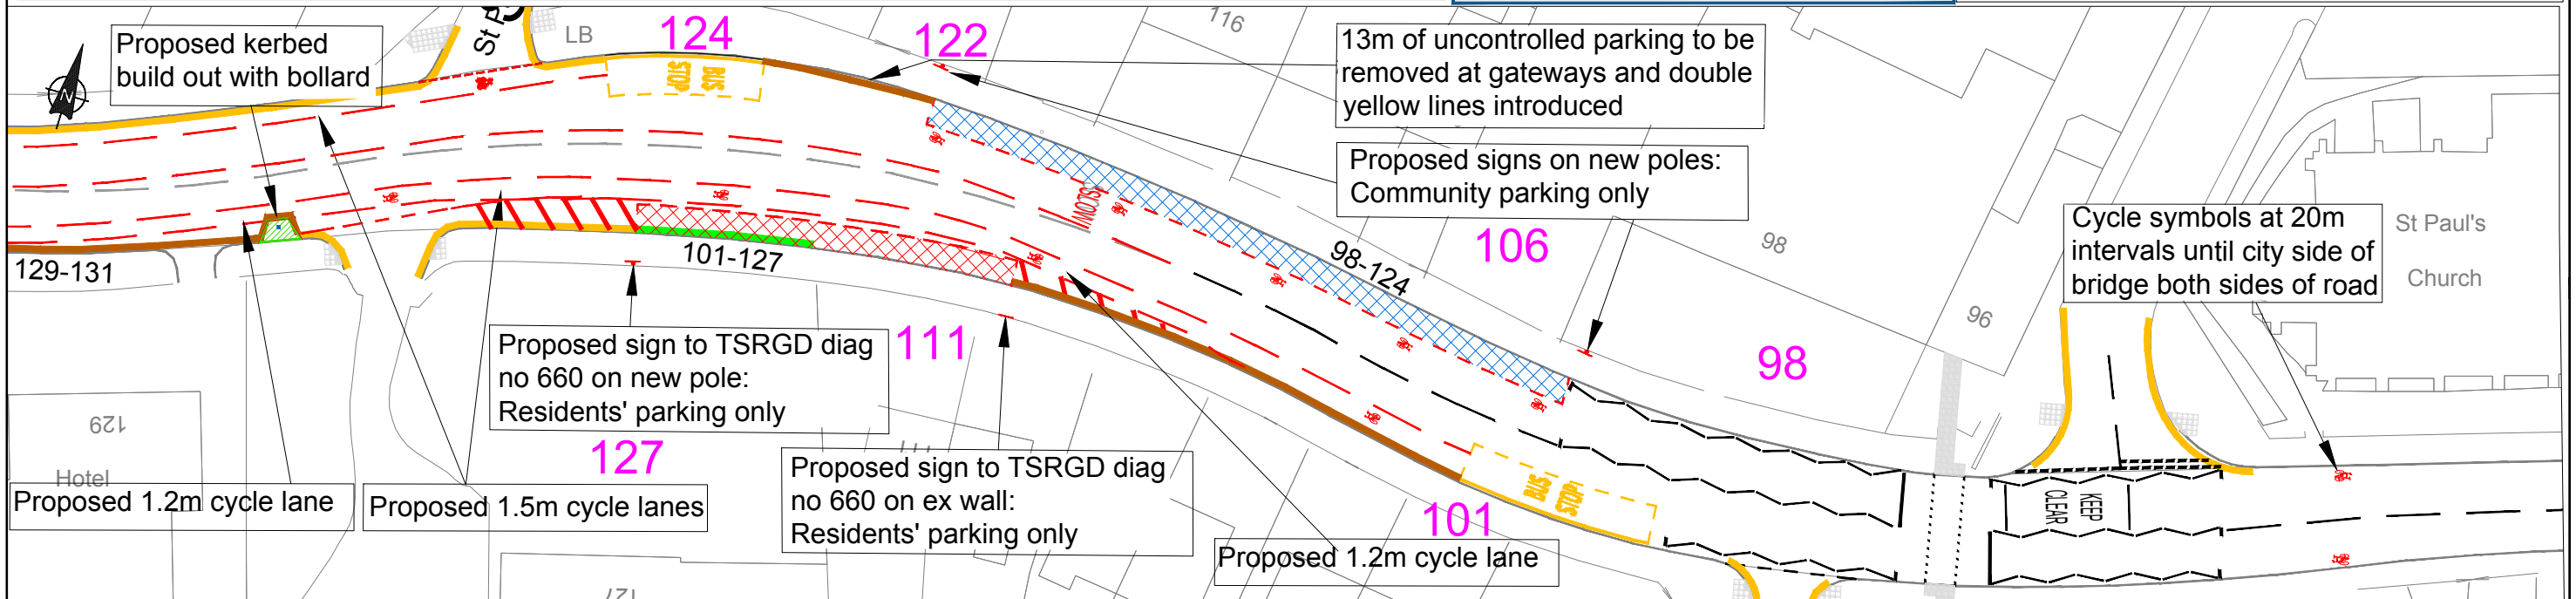 Proposed kerbed
build out with bollard
N
St P
LB
124
122
116
BUS
STOP
13m of uncontrolled parking to be
removed at gateways and double
yellow lines introduced
Proposed signs on new poles:
Community parking only
106
98
98-124
SLOW
Cycle symbols at 20m
intervals until city side of
bridge both sides of road
St Paul's
Church
96
98
129-131
101-127
111
Proposed sign to TSRGD diag
no 660 on new pole:
Residents' parking only
127
129
Hotel
Proposed 1.2m cycle lane
Proposed 1.5m cycle lanes
Proposed sign to TSRGD diag
no 660 on ex wall:
Residents' parking only
101
BUS
STOP
Proposed 1.2m cycle lane
KEEP
CLEAR
127